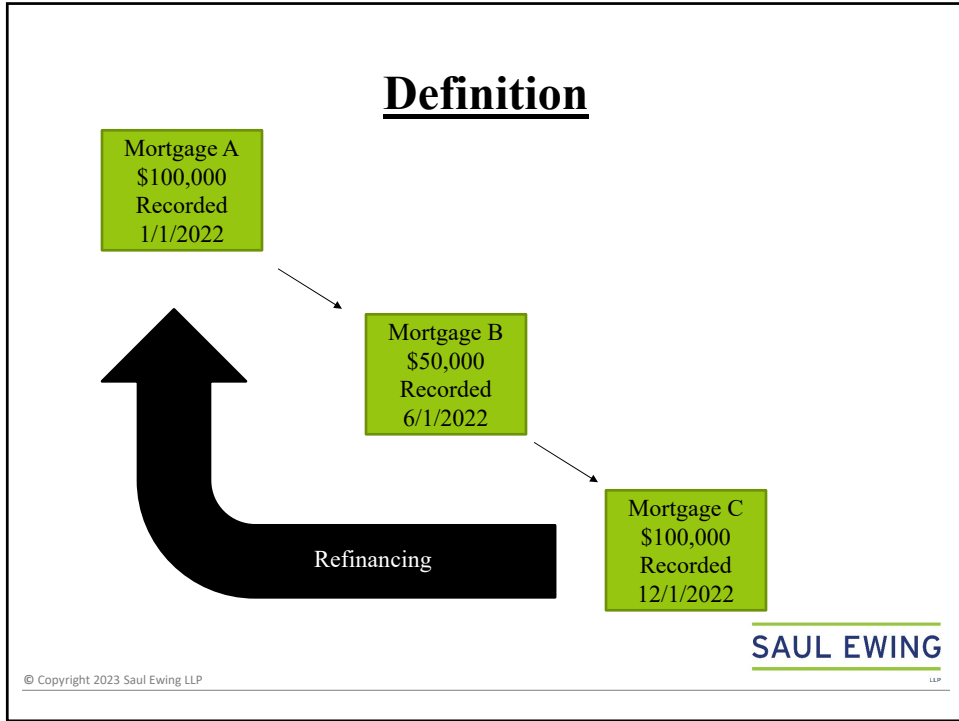 Definition
Mortgage A
$100,000
Recorded
1/1/2022
Mortgage B
$50,000
Recorded
6/1/2022
Mortgage C
$100,000
Recorded
12/1/2022
Refinancing
SAUL EWING
LLP
© Copyright 2023 Saul Ewing LLP